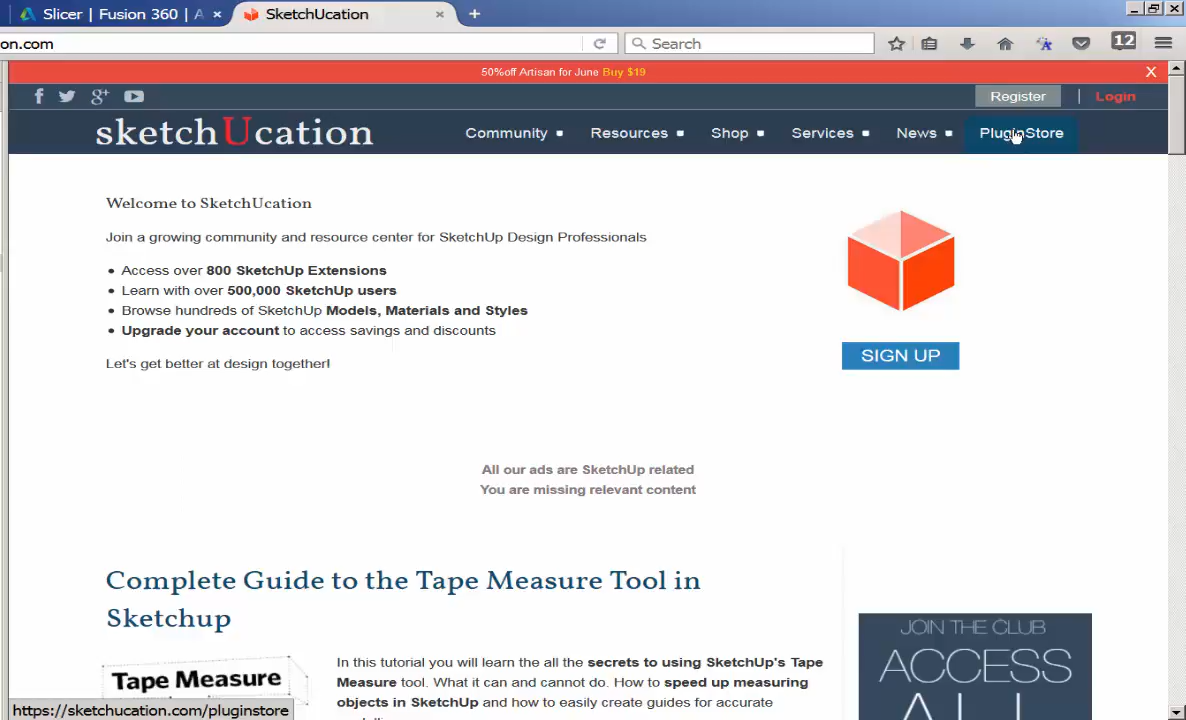 Slicer | Fusion 360 | A
SketchUcation
on.com
Search
12
50%off Artisan for June Buy $19
X
Register | Login
sketchUcation
Community Resources Shop Services News PluginStore
Welcome to SketchUcation
Join a growing community and resource center for SketchUp Design Professionals
Access over 800 SketchUp Extensions
Learn with over 500,000 SketchUp users
Browse hundreds of SketchUp Models, Materials and Styles
Upgrade your account to access savings and discounts
Let's get better at design together!
SIGN UP
All our ads are SketchUp related
You are missing relevant content
Complete Guide to the Tape Measure Tool in
Sketchup
Tape Measure
In this tutorial you will learn the all the secrets to using SketchUp's Tape
Measure tool. What it can and cannot do. How to speed up measuring
objects in SketchUp and how to easily create guides for accurate
JOIN THE CLUB
ACCESS
ALL
https://sketchucation.com/pluginstore